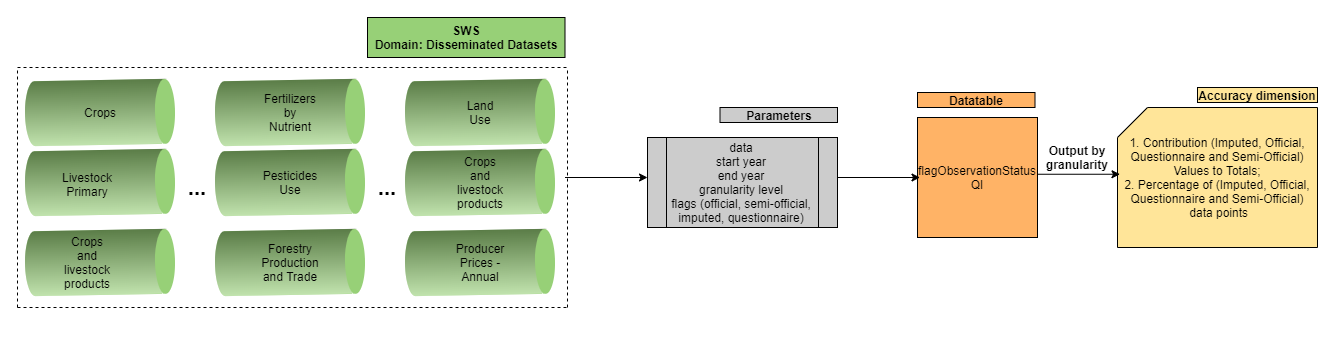 SWS
Domain: Disseminated Datasets
Crops
Fertilizers
by
Nutrient
Land
Use
Livestock
Primary
...
Pesticides
Use
...
Crops
and
livestock
products
Crops
and
livestock
products
Forestry
Production
and Trade
Producer
Prices -
Annual
Parameters
data
start year
end year
granularity level
flags (official, semi-official,
imputed, questionnaire)
Datatable
flagObservationStatus
QI
Output by
granularity
Accuracy dimension
1. Contribution (Imputed, Official,
Questionnaire and Semi-Official)
Values to Totals;
2. Percentage of (Imputed, Official,
Questionnaire and Semi-Official)
data points